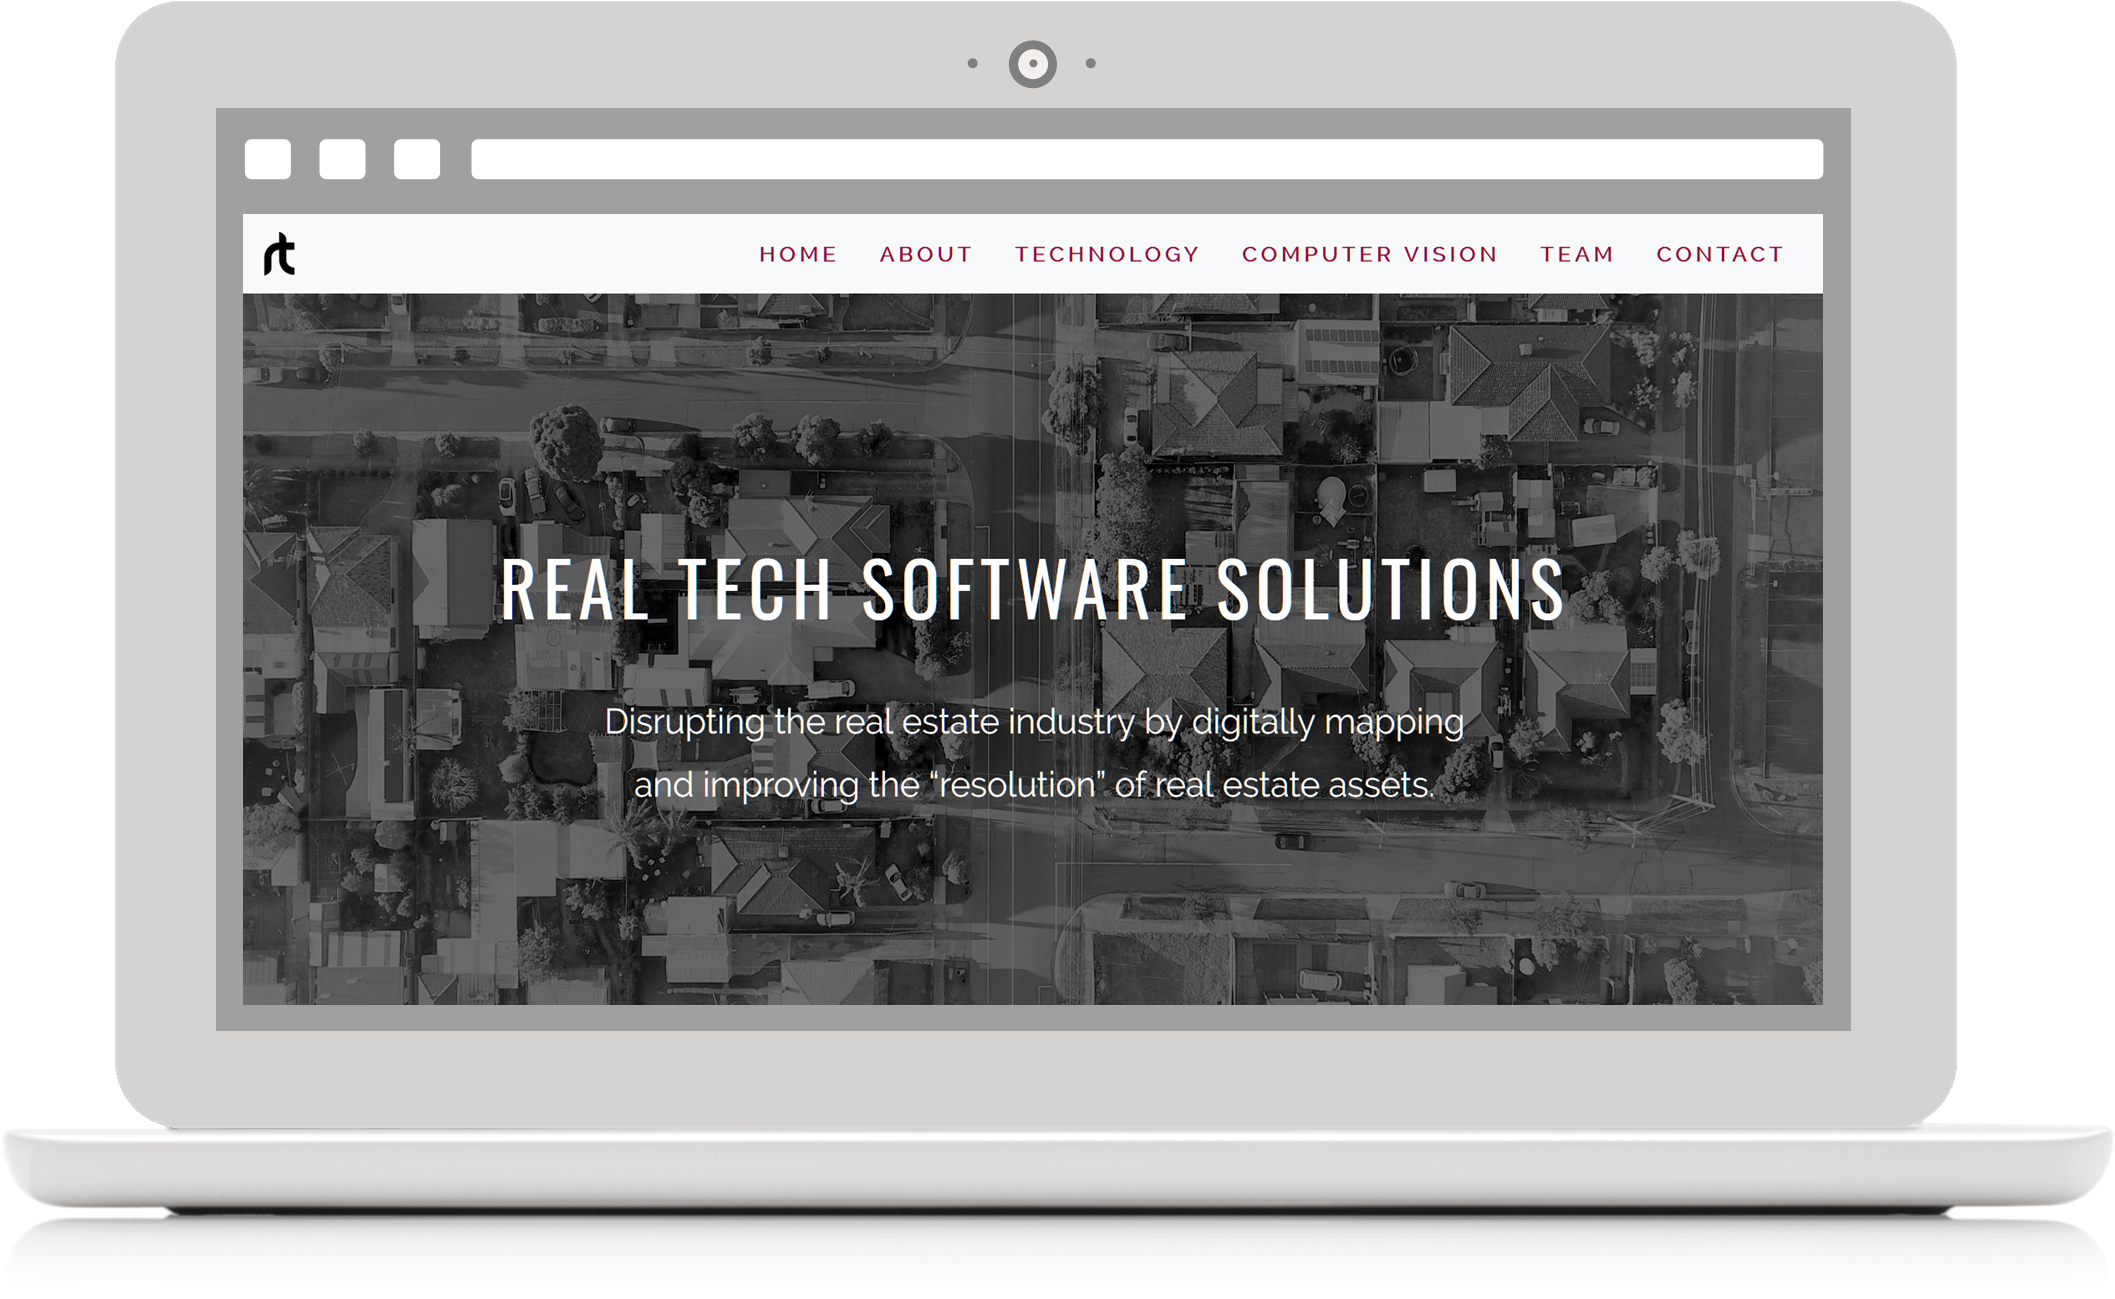 rt
HOME ABOUT TECHNOLOGY COMPUTER VISION TEAM CONTACT
REAL TECH SOFTWARE SOLUTIONS
Disrupting the real estate industry by digitally mapping
and improving the “resolution” of real estate assets.